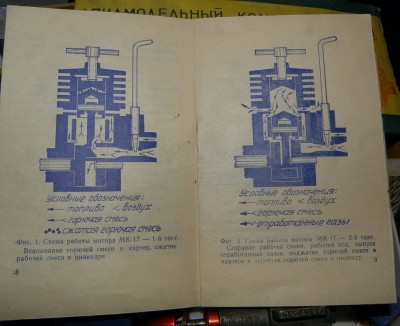 АВИАМОДЕЛЬНЫЙ КОМ
Условные обозначения:
топливо воздух
горючая смесь
сжатая горючая смесь
Фиг. 1. Схема работы мотора МК-17 — 1-й такт.
Всасывание горючей смеси в картер, сжатие
рабочей смеси в цилиндре.
8
Условные обозначения:
топливо воздух
горючая смесь
отработанные газы
Фиг. 2. Схема работы мотора МК-17 — 2-й такт.
Сгорание рабочей смеси, рабочий ход, выпуск
отработанных газов, поджатие горючей смеси в
картере и перепуск горючей смеси в цилиндр.
9